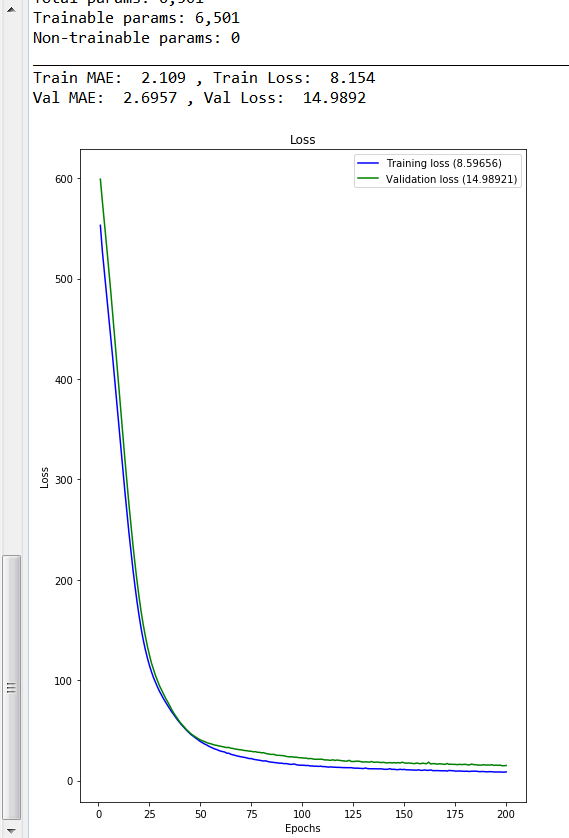 Trainable params: 6,501
Non-trainable params: 0
Train MAE: 2.109 , Train Loss: 8.154
Val MAE: 2.6957 , Val Loss: 14.9892
Loss
Training loss (8.59656)
Validation loss (14.98921)
600
500
400
300
200
100
0
Loss
0 25 50 75 100 125 150 175 200
Epochs